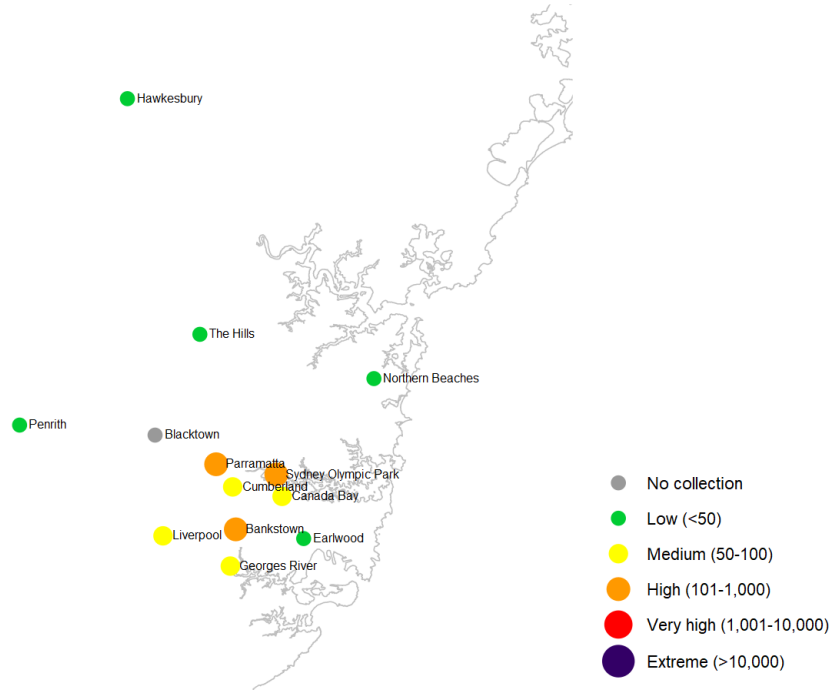 Hawkesbury
The Hills
Northern Beaches
Penrith
Blacktown
Parramatta
Sydney Olympic Park
Cumberland
Canada Bay
Liverpool
Bankstown
Earlwood
Georges River
No collection
Low (<50)
Medium (50-100)
High (101-1,000)
Very high (1,001-10,000)
Extreme (>10,000)